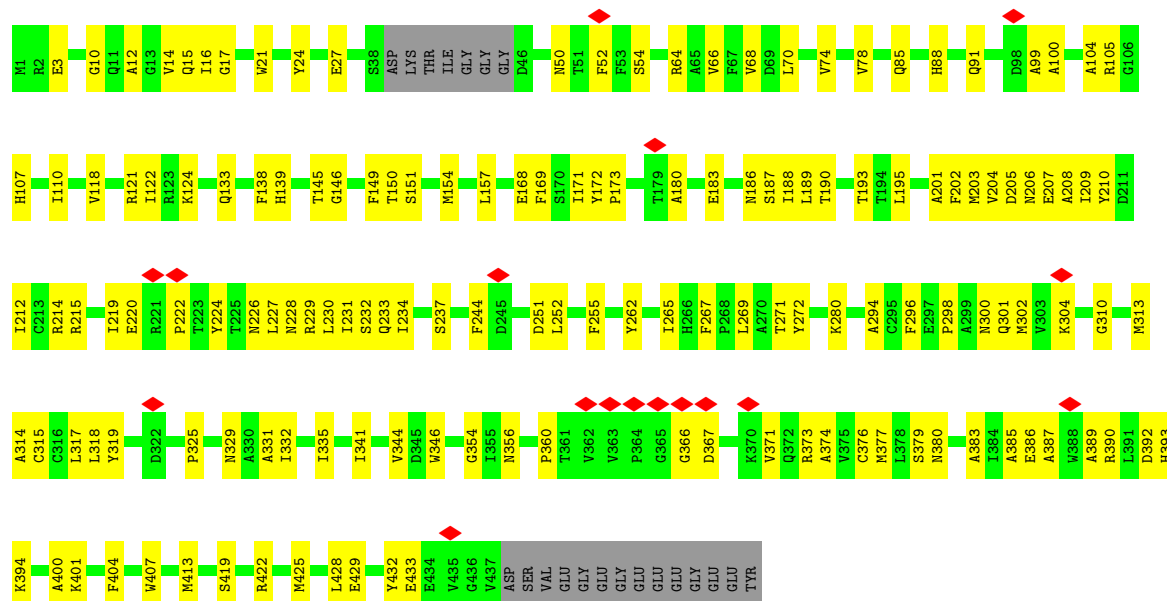 M1 R2 E3 G10 Q11 A12 G13 V14 Q15 I16 G17 W21 Y24 E27 S38 ASP LYS THR ILE GLY GLY GLY D46 N50 T51 F52 F53 S54 R64 A65 V66 F67 V68 D69 L70 V74 V78 Q85 H88 Q91 D98 A99 A100 A104 R105 G106
H107 I110 V118 R121 I122 R123 K124 Q133 F138 H139 T145 G146 F149 T150 S151 M154 L157 E168 F169 S170 I171 Y172 P173 T179 A180 E183 N186 S187 I188 L189 T190 T193 T194 L195 A201 F202 M203 V204 D205 N206 E207 A208 I209 Y210 D211
I212 C213 R214 R215 I219 E220 R221 P222 T223 Y224 T225 N226 L227 N228 R229 L230 I231 S232 Q233 I234 S237 F244 D245 D251 L252 F255 Y262 I265 H266 F267 P268 L269 A270 T271 Y272 K280 A294 C295 F296 E297 P298 A299 N300 Q301 M302 V303 K304 G310 M313
A314 C315 C316 L317 L318 Y319 D322 P325 N329 A330 A331 I332 I335 I341 V344 D345 W346 G354 I355 N356 P360 T361 V362 V363 P364 G365 G366 D367 K370 V371 Q372 R373 A374 V375 C376 M377 L378 S379 N380 A383 I384 A385 E386 A387 W388 A389 R390 L391 D392 H393
K394 A400 K401 F404 W407 M413 S419 R422 M425 L428 E429 Y432 E433 E434 V435 G436 V437 ASP SER VAL GLU GLY GLU GLY GLU GLU GLU GLY GLU GLU TYR